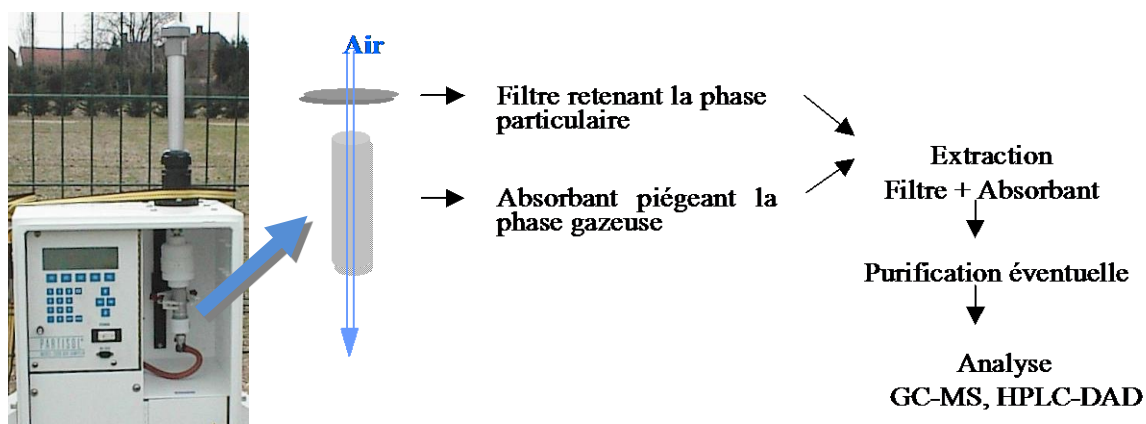 Air
Filtre retenant la phase
particulaire
Absorbant piégeant la
phase gazeuse
Extraction
Filtre + Absorbant
Purification éventuelle
Analyse
GC-MS, HPLC-DAD
PARTISOL